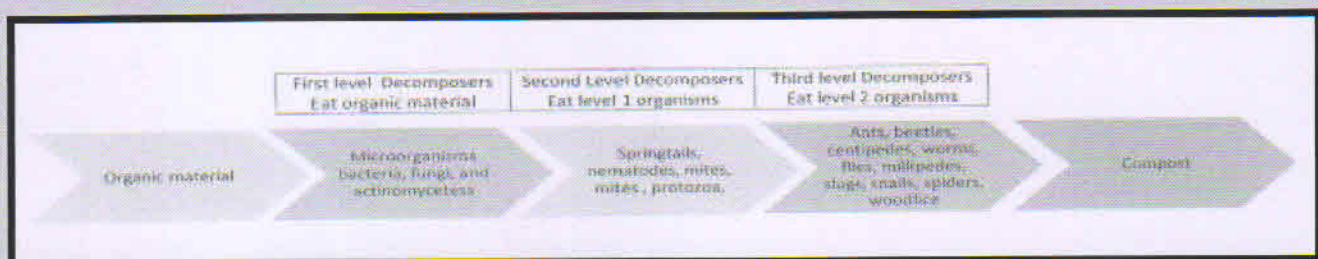 First level Decomposers
Eat organic material
Second Level Decomposers
Eat level 1 organisms
Third level Decomposers
Eat level 2 organisms
Organic material
Microorganisms
bacteria, fungi, and
actinomycetess
Springtails,
nematodes, mites,
mites , protozoa,
Ants, beetles,
centipedes, worms,
flies, millipedes,
slugs, snails, spiders,
woodlice
Compost